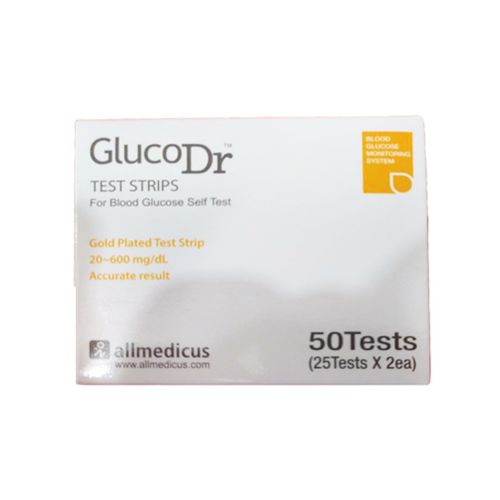 GlucoDr™
TEST STRIPS
For Blood Glucose Self Test
BLOOD
GLUCOSE
MONITORING
SYSTEM
Gold Plated Test Strip
20~600 mg/dL
Accurate result
allmedicus
www.allmedicus.com
50Tests
(25Tests X 2ea)